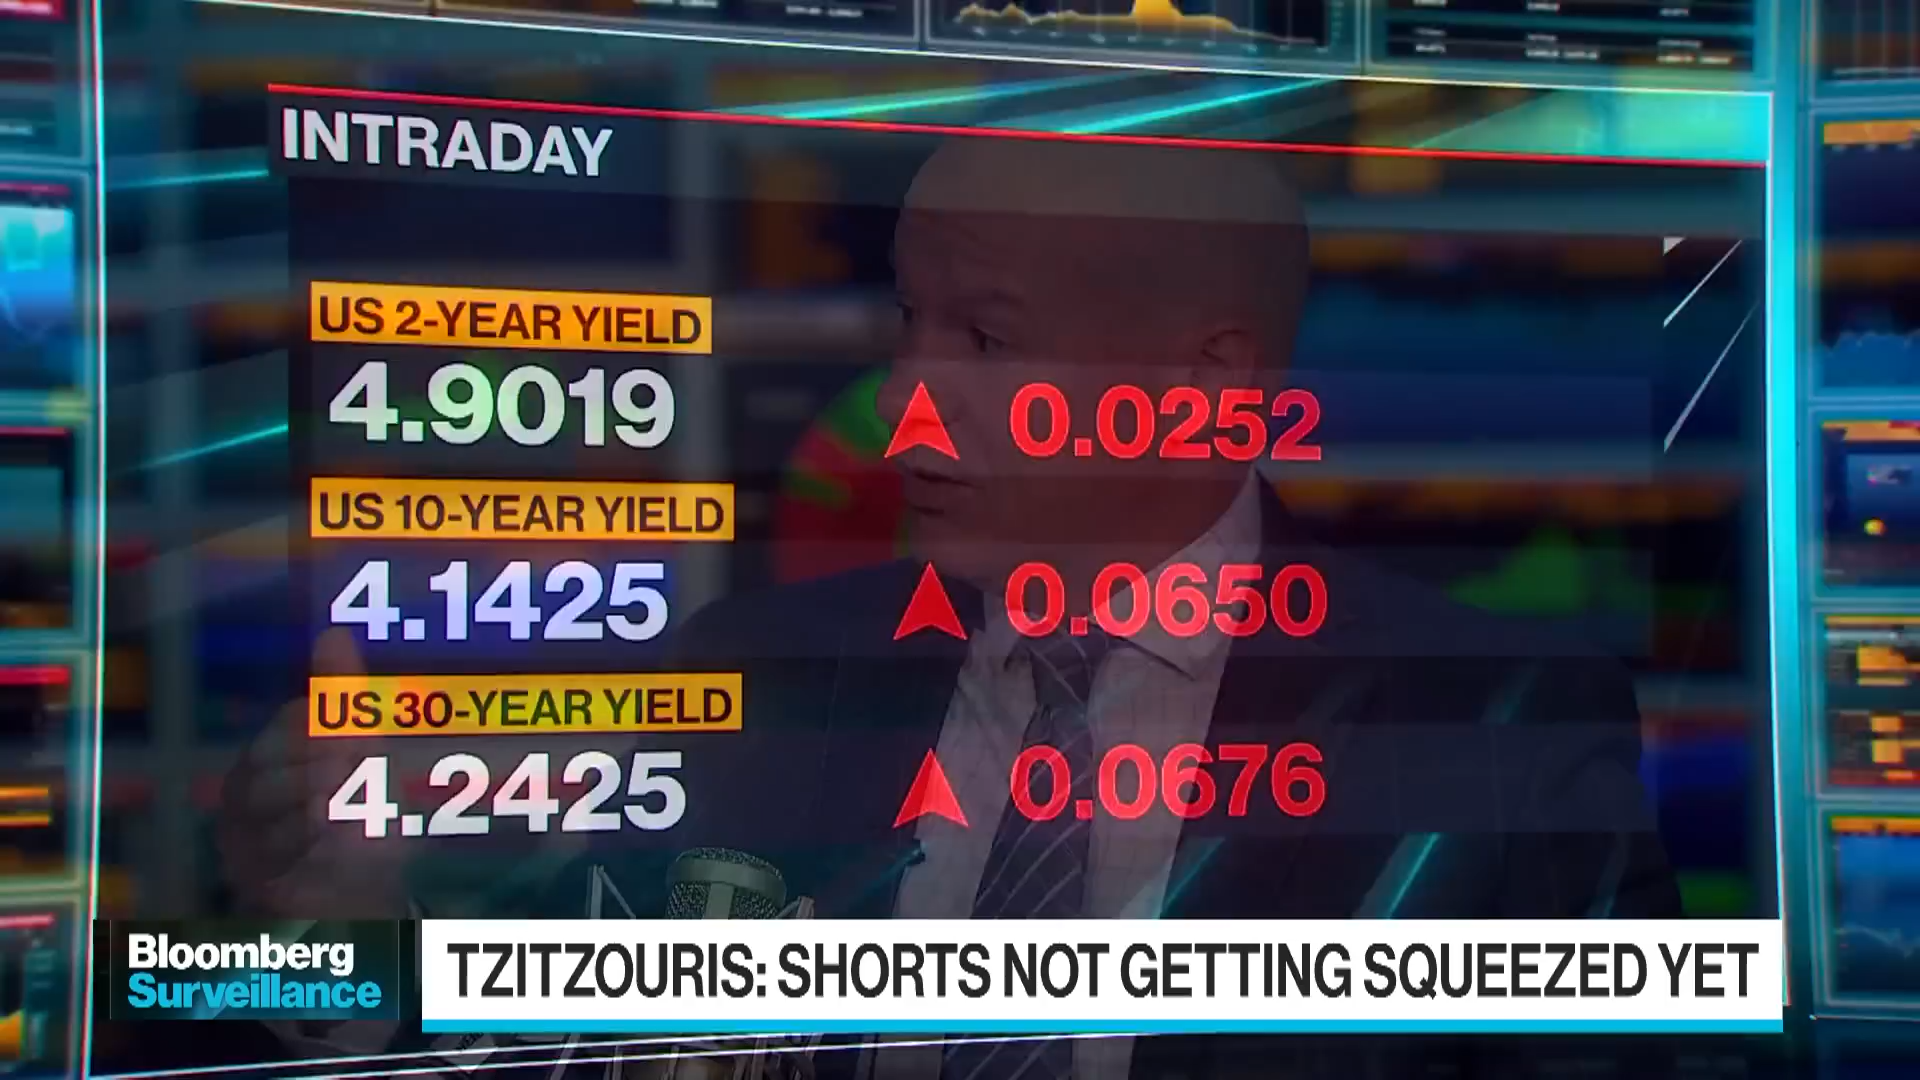 INTRADAY
US 2-YEAR YIELD
4.9019 ▲ 0.0252
US 10-YEAR YIELD
4.1425 ▲ 0.0650
US 30-YEAR YIELD
4.2425 ▲ 0.0676
Bloomberg
Surveillance
TZITZOURIS: SHORTS NOT GETTING SQUEEZED YET